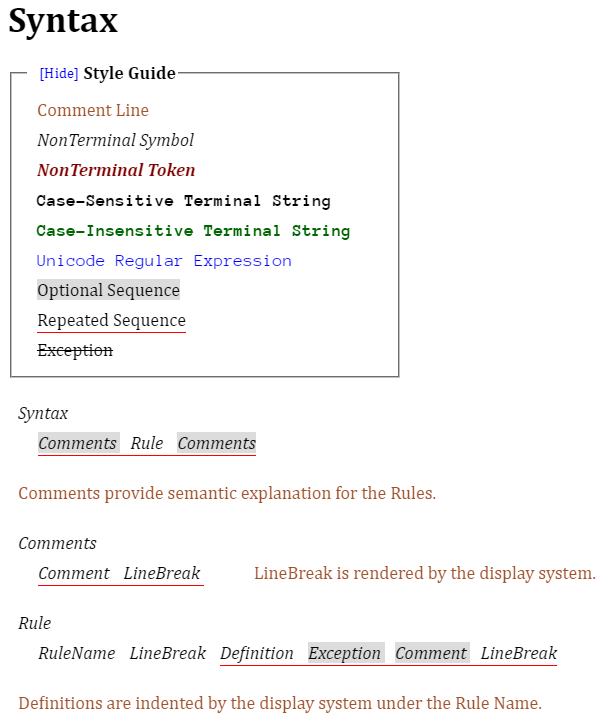 Syntax
[Hide] Style Guide
Comment Line
NonTerminal Symbol
NonTerminal Token
Case-Sensitive Terminal String
Case-Insensitive Terminal String
Unicode Regular Expression
Optional Sequence
Repeated Sequence
Exception
Syntax
Comments Rule Comments
Comments provide semantic explanation for the Rules.
Comments
Comment LineBreak LineBreak is rendered by the display system.
Rule
RuleName LineBreak Definition Exception Comment LineBreak
Definitions are indented by the display system under the Rule Name.